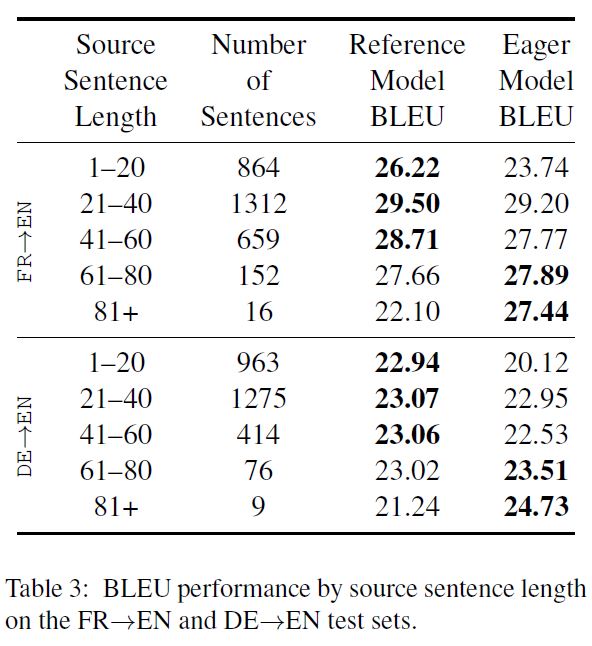 Source Number Reference Eager
Sentence of Model Model
Length Sentences BLEU BLEU
FR→EN
1–20 864 26.22 23.74
21–40 1312 29.50 29.20
41–60 659 28.71 27.77
61–80 152 27.66 27.89
81+ 16 22.10 27.44
DE→EN
1–20 963 22.94 20.12
21–40 1275 23.07 22.95
41–60 414 23.06 22.53
61–80 76 23.02 23.51
81+ 9 21.24 24.73
Table 3: BLEU performance by source sentence length
on the FR→EN and DE→EN test sets.